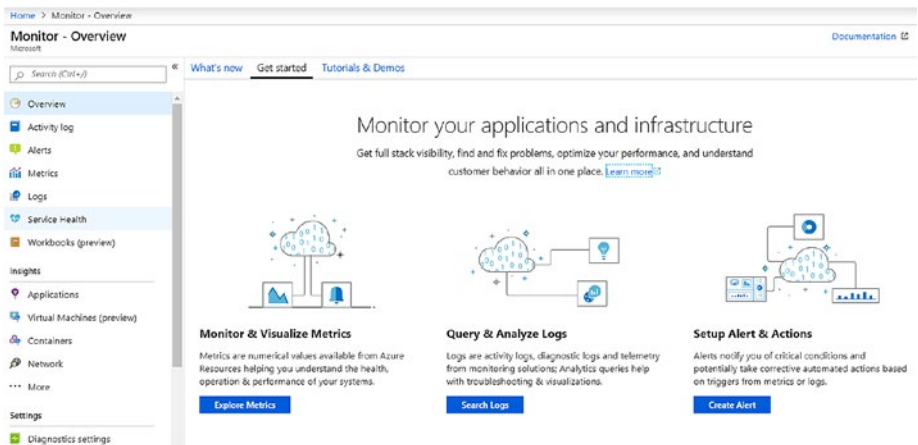 Home > Monitor - Overview
Monitor - Overview
Microsoft
Documentation
Search (Ctrl+/)
«
What's new Get started Tutorials & Demos
Overview
Activity log
Alerts
Metrics
Logs
Service Health
Workbooks (preview)
Insights
Applications
Virtual Machines (preview)
Containers
Network
••• More
Settings
Diagnostics settings
Monitor your applications and infrastructure
Get full stack visibility, find and fix problems, optimize your performance, and understand
customer behavior all in one place. Learn more
Monitor & Visualize Metrics
Metrics are numerical values available from Azure
Resources helping you understand the health,
operation & performance of your systems.
Explore Metrics
Query & Analyze Logs
Logs are activity logs, diagnostic logs and telemetry
from monitoring solutions; Analytics queries help
with troubleshooting & visualizations.
Search Logs
Setup Alert & Actions
Alerts notify you of critical conditions and
potentially take corrective automated actions based
on triggers from metrics or logs.
Create Alert